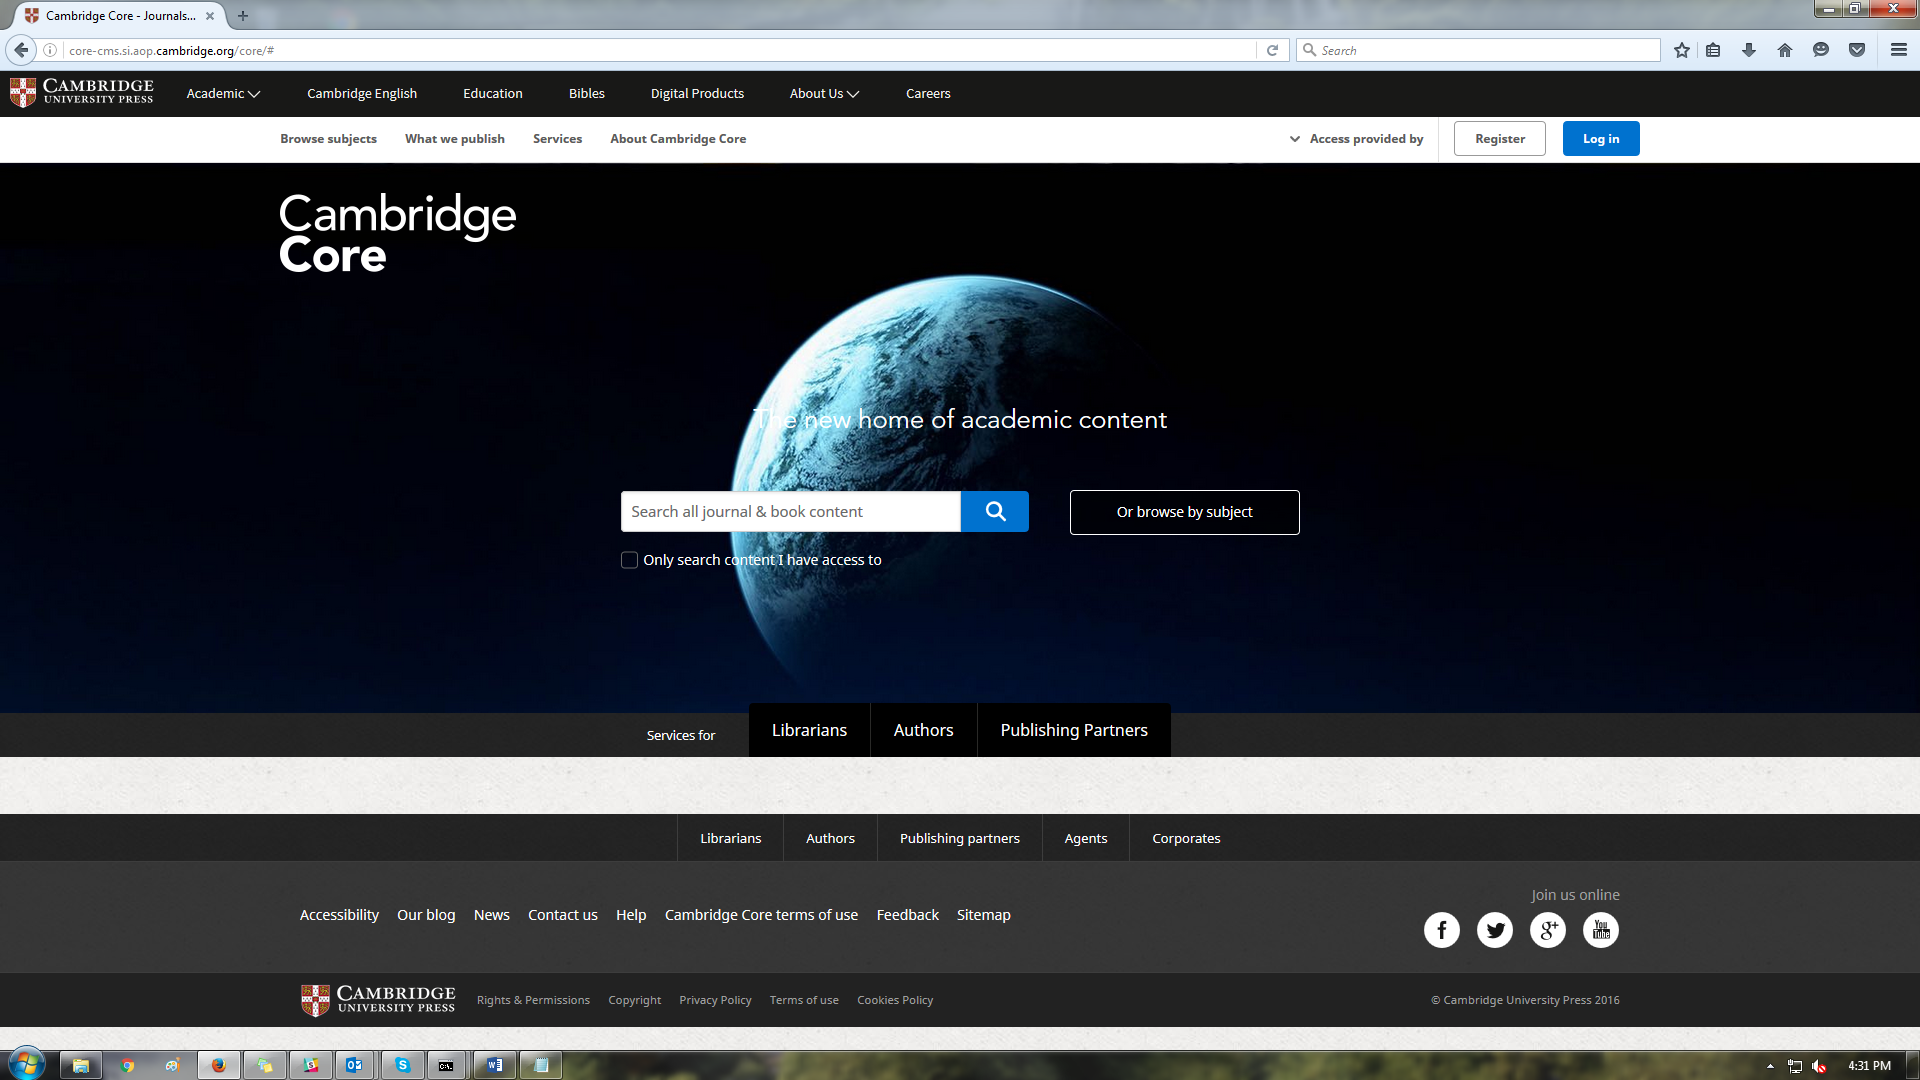 Cambridge Core - Journals...
core-cms.si.aop.cambridge.org/core/#
Search
CAMBRIDGE
UNIVERSITY PRESS
Academic
Cambridge English
Education
Bibles
Digital Products
About Us
Careers
Browse subjects
What we publish
Services
About Cambridge Core
Access provided by
Register
Log in
Cambridge
Core
The new home of academic content
Search all journal & book content
Or browse by subject
Only search content I have access to
Services for
Librarians
Authors
Publishing Partners
Librarians
Authors
Publishing partners
Agents
Corporates
Join us online
Accessibility
Our blog
News
Contact us
Help
Cambridge Core terms of use
Feedback
Sitemap
f
g+
You
Tube
CAMBRIDGE
UNIVERSITY PRESS
Rights & Permissions
Copyright
Privacy Policy
Terms of use
Cookies Policy
© Cambridge University Press 2016
4:31 PM